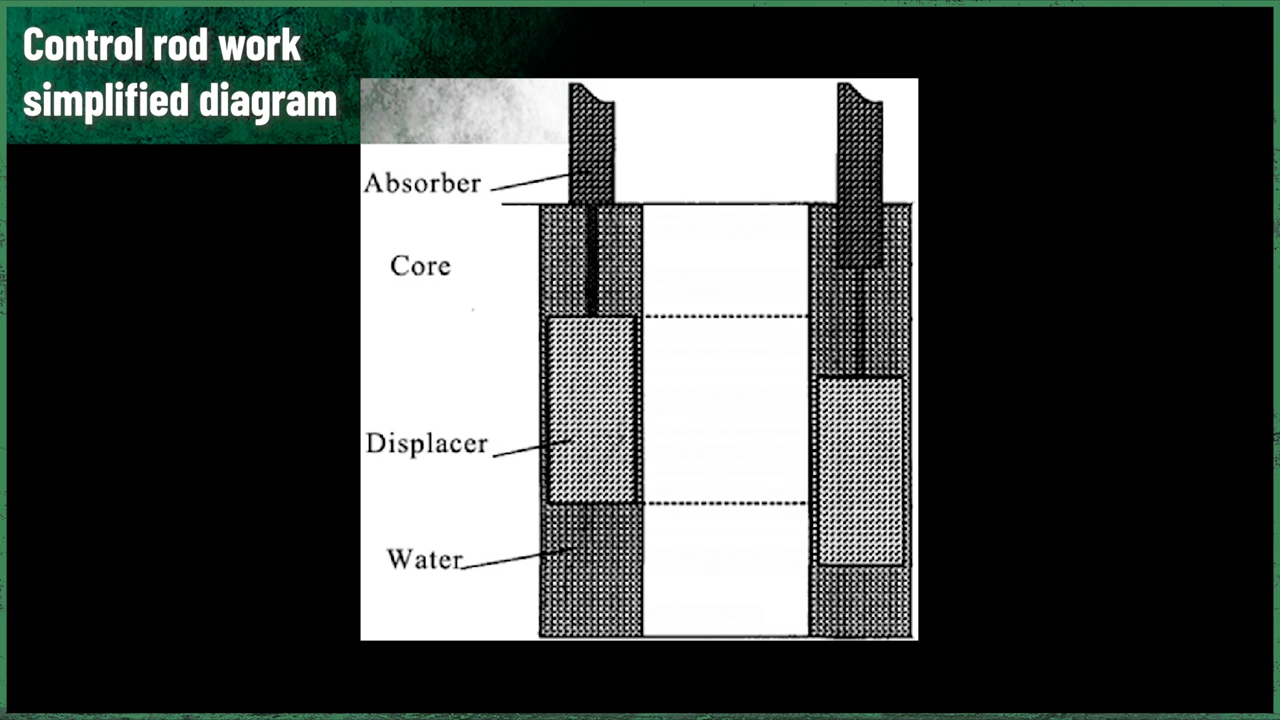 Control rod work
simplified diagram
Absorber
Core
Displacer
Water